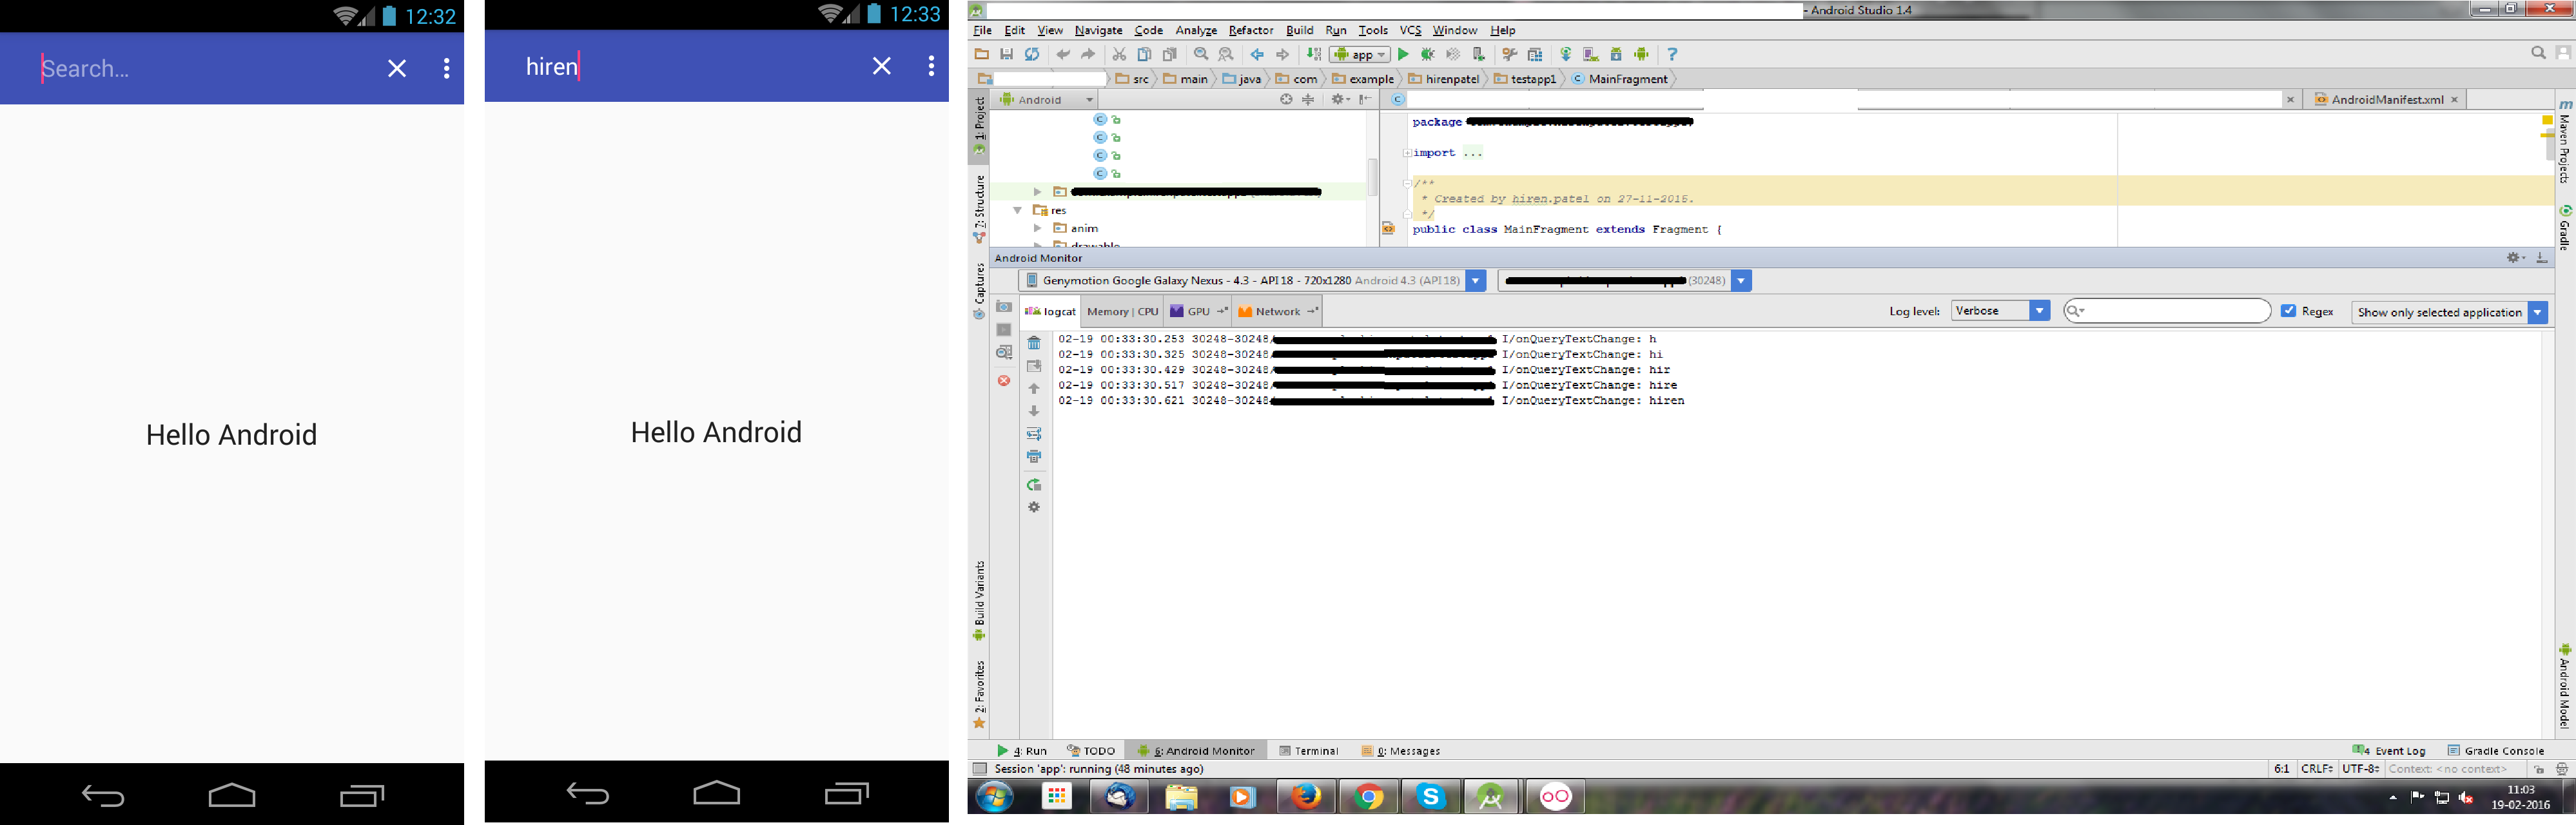 12:32
Search...
Hello Android
12:33
hiren
Hello Android
- Android Studio 1.4
File Edit View Navigate Code Analyze Refactor Build Run Tools VCS Window Help
app
src main java com example hirenpatel testapp1 MainFragment
Android
AndroidManifest.xml
1: Project
7: Structure
Captures
Build Variants
2: Favorites
res
anim
drawable
package
import ...
/**
* Created by hiren.patel on 27-11-2015.
*/
public class MainFragment extends Fragment {
Maven Projects
Gradle
Android Model
Android Monitor
Genymotion Google Galaxy Nexus - 4.3 - API 18 - 720x1280 Android 4.3 (API 18)
(30248)
logcat Memory | CPU GPU Network
Log level: Verbose Regex Show only selected application
02-19 00:33:30.253 30248-30248/ I/onQueryTextChange: h
02-19 00:33:30.325 30248-30248/ I/onQueryTextChange: hi
02-19 00:33:30.429 30248-30248/ I/onQueryTextChange: hir
02-19 00:33:30.517 30248-30248/ I/onQueryTextChange: hire
02-19 00:33:30.621 30248-30248/ I/onQueryTextChange: hiren
4: Run TODO 6: Android Monitor Terminal 0: Messages
4 Event Log Gradle Console
Session 'app': running (48 minutes ago)
6:1 CRLF UTF-8 Context: <no context>
11:03
19-02-2016